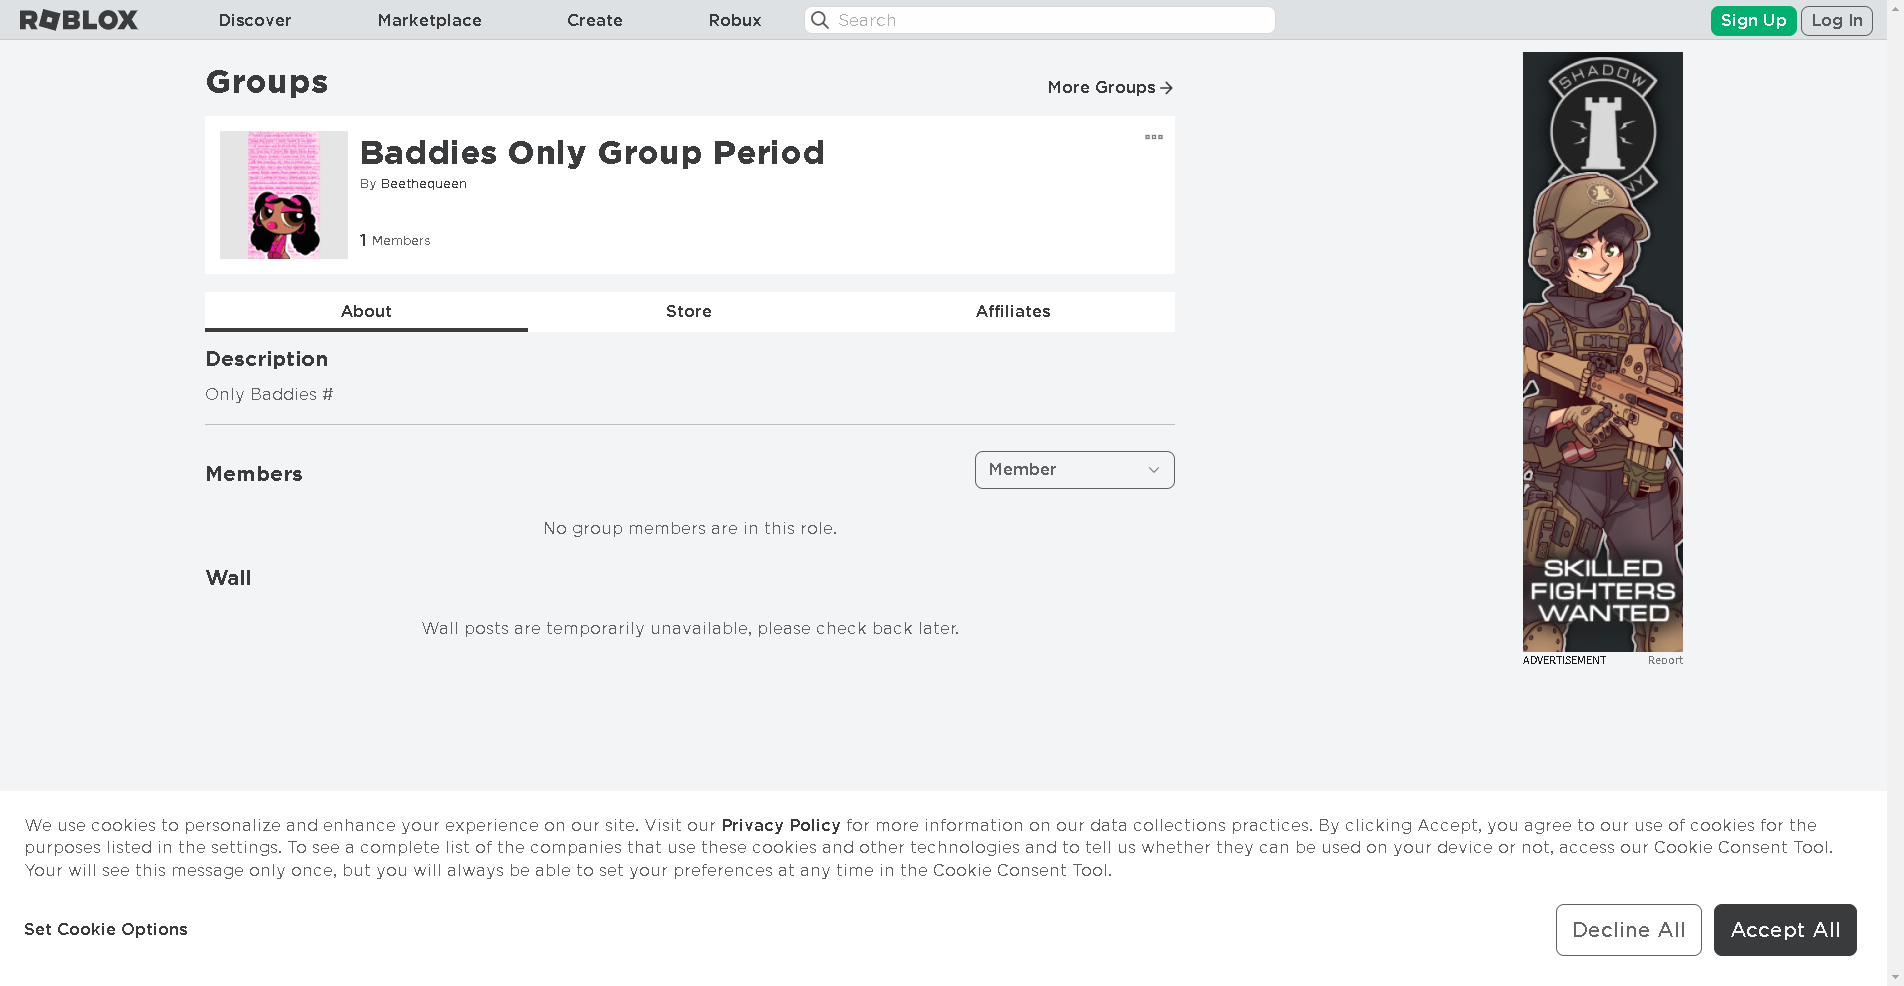 ROBLOX
Discover
Marketplace
Create
Robux
Search
Sign Up
Log In
Groups
More Groups
Baddies Only Group Period
By Beethequeen
1 Members
About
Store
Affiliates
Description
Only Baddies #
Members
Member
No group members are in this role.
Wall
Wall posts are temporarily unavailable, please check back later.
SHADOW
SKILLED
FIGHTERS
WANTED
ADVERTISEMENT
Report
We use cookies to personalize and enhance your experience on our site. Visit our Privacy Policy for more information on our data collections practices. By clicking Accept, you agree to our use of cookies for the
purposes listed in the settings. To see a complete list of the companies that use these cookies and other technologies and to tell us whether they can be used on your device or not, access our Cookie Consent Tool.
Your will see this message only once, but you will always be able to set your preferences at any time in the Cookie Consent Tool.
Set Cookie Options
Decline All
Accept All